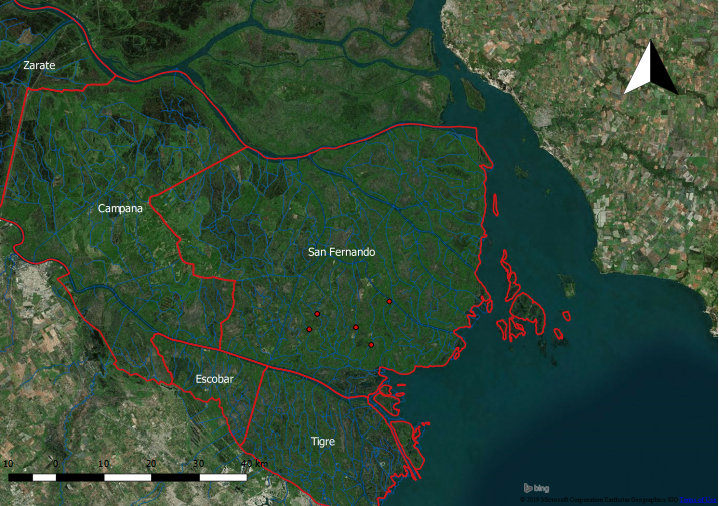 Zarate
Campana
San Fernando
Escobar
Tigre
10 0 10 20 30 40 km
bing